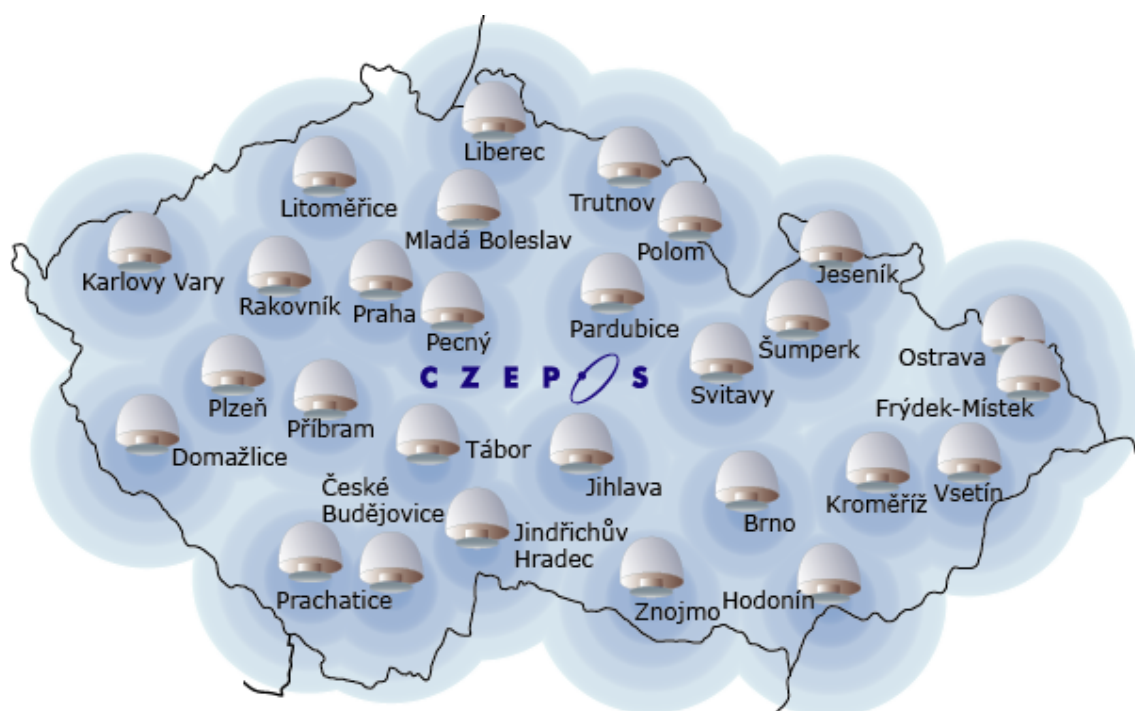 Liberec
Litoměřice
Trutnov
Mladá Boleslav
Polom
Karlovy Vary
Jeseník
Rakovník
Praha
Pecný
Pardubice
Šumperk
Ostrava
CZEPOS
Svitavy
Plzeň
Frýdek-Místek
Příbram
Domažlice
Tábor
České
Budějovice
Jihlava
Kroměříž
Vsetín
Brno
Jindřichův
Hradec
Prachatice
Znojmo
Hodonín